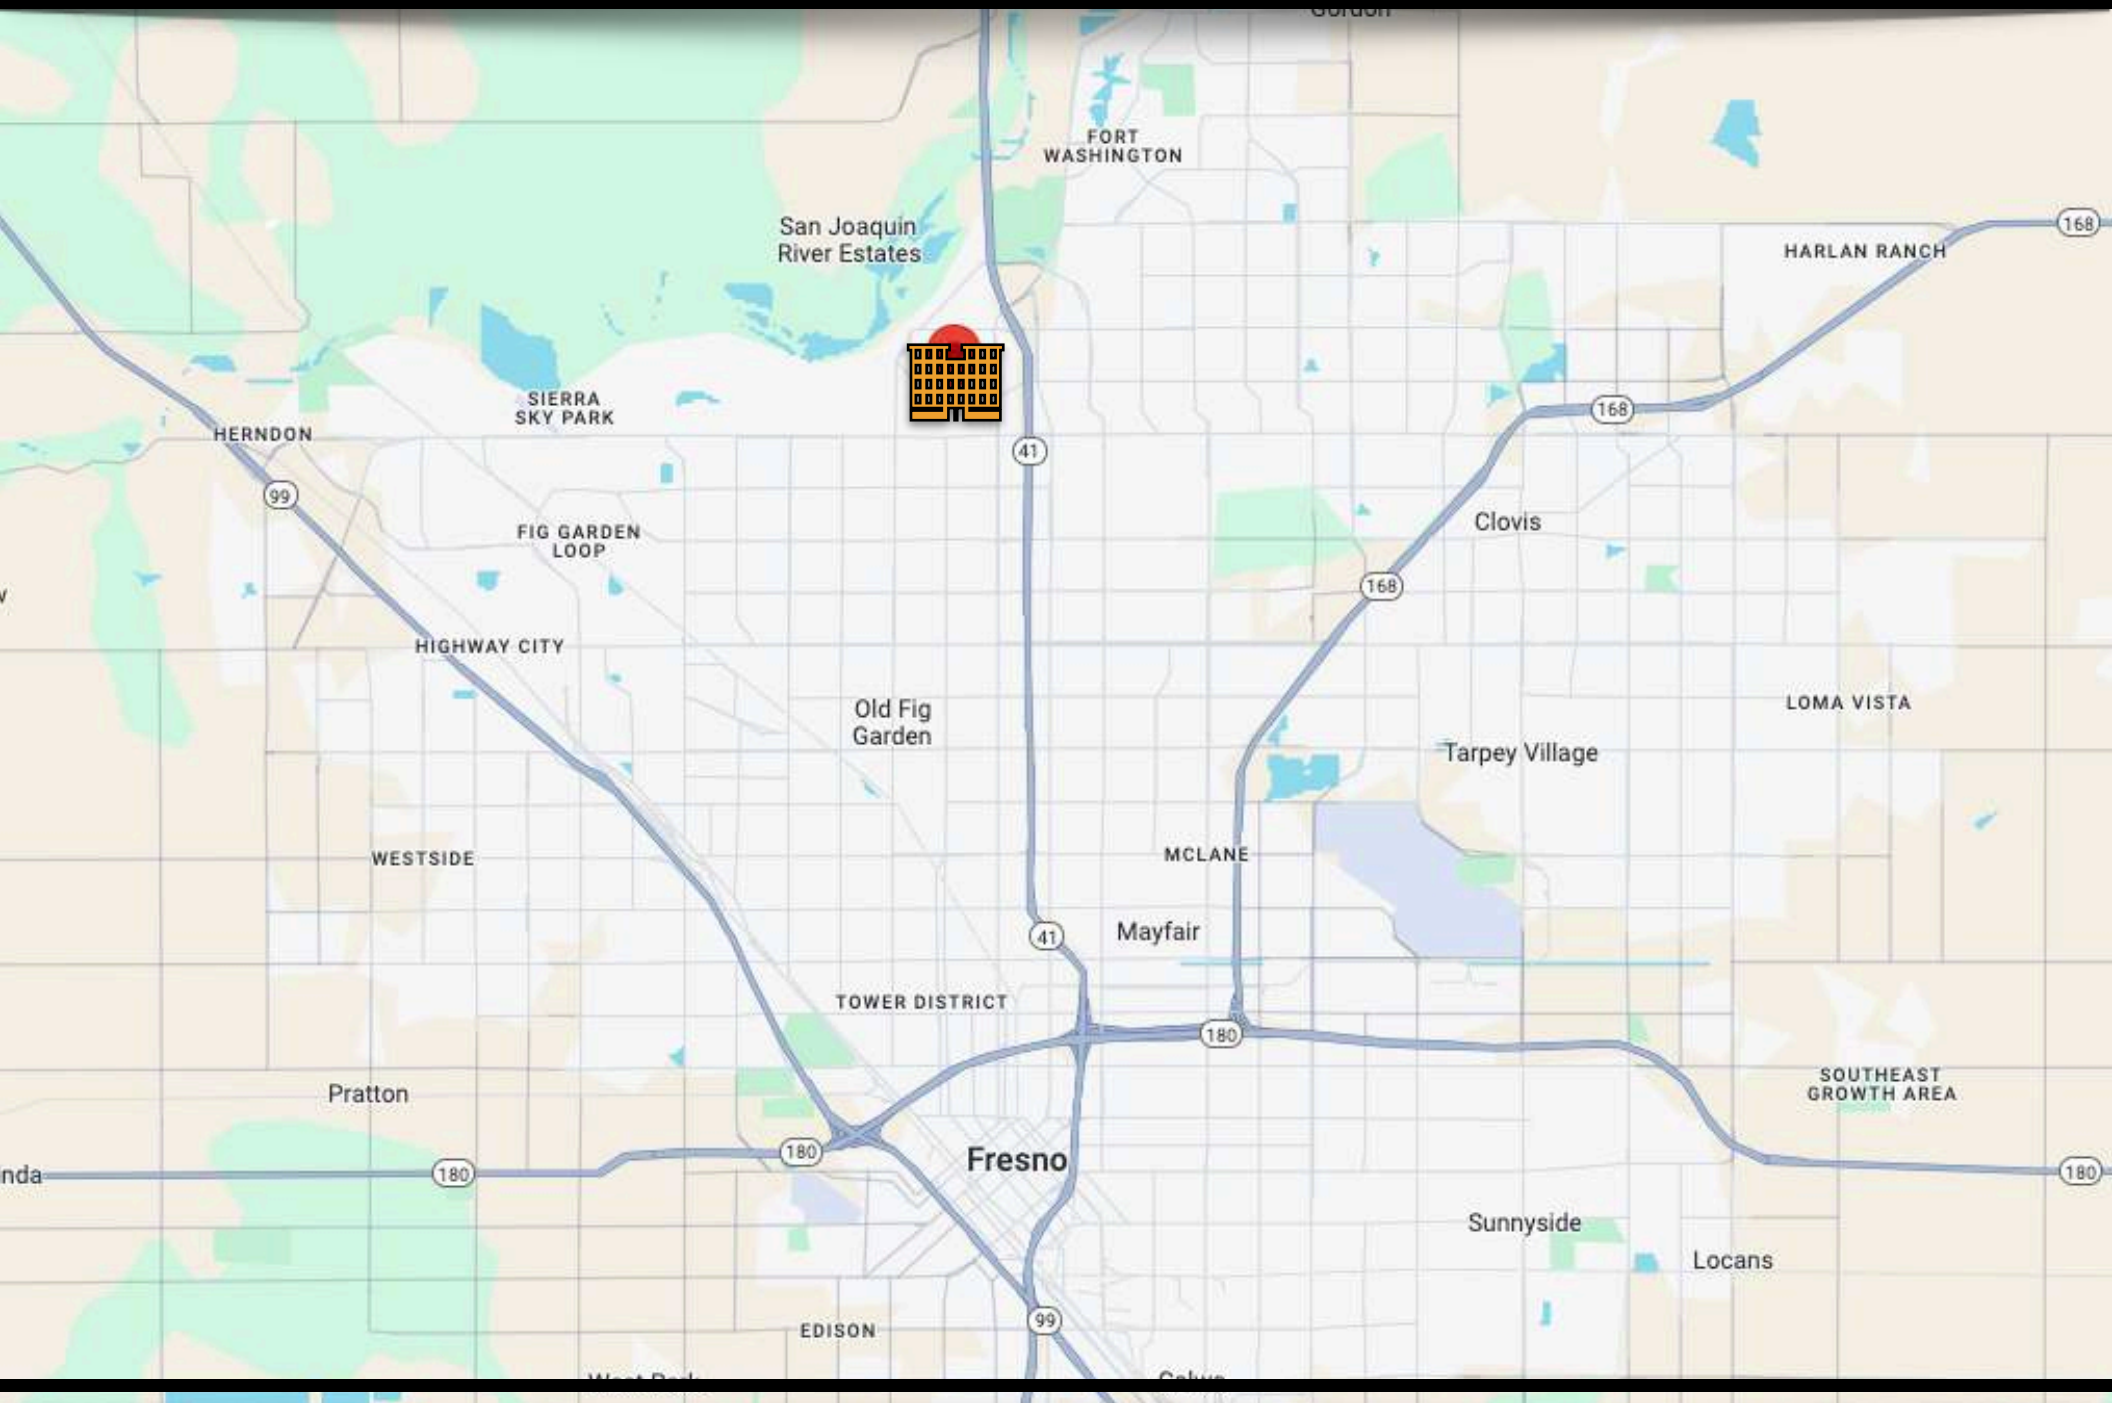 Gordon
FORT
WASHINGTON
San Joaquin
River Estates
168
HARLAN RANCH
SIERRA
SKY PARK
168
HERNDON
41
99
Clovis
FIG GARDEN
LOOP
168
HIGHWAY CITY
LOMA VISTA
Old Fig
Garden
Tarpey Village
MCLANE
WESTSIDE
Mayfair
41
TOWER DISTRICT
180
SOUTHEAST
GROWTH AREA
Pratton
180
Fresno
180
180
nda
Sunnyside
Locans
99
EDISON